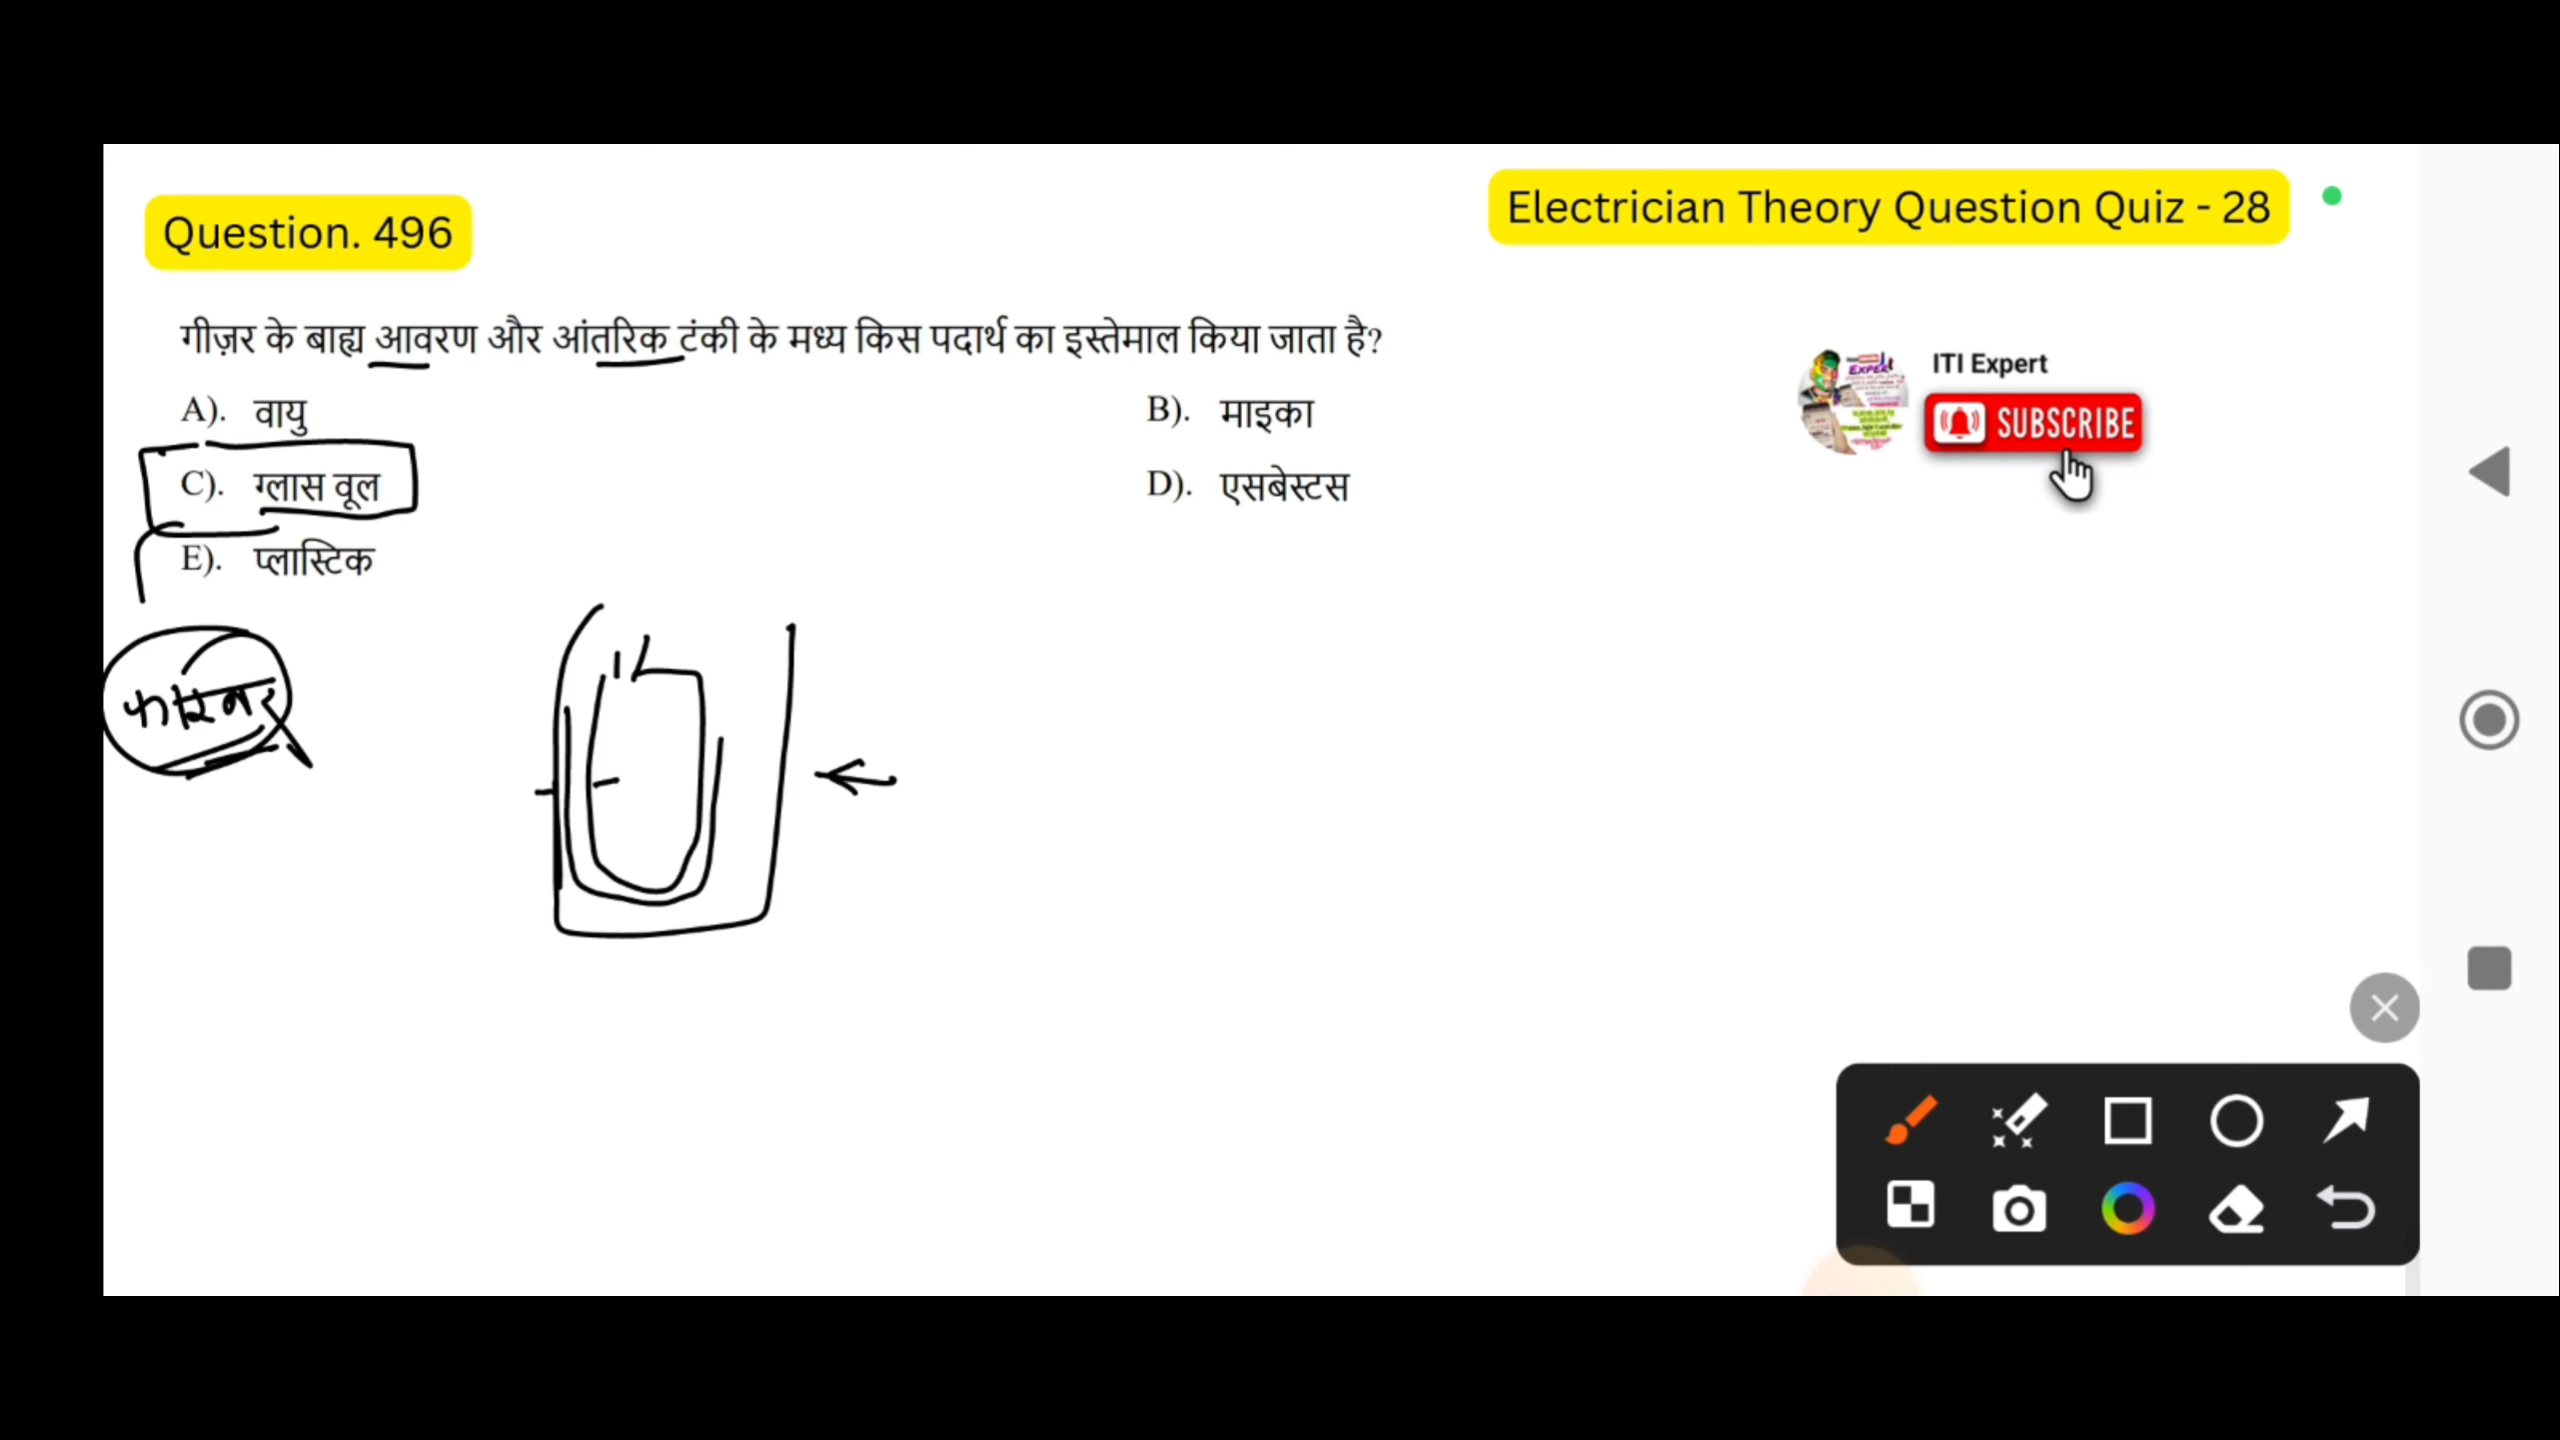 Question. 496
Electrician Theory Question Quiz - 28
गीज़र के बाह्य आवरण और आंतरिक टंकी के मध्य किस पदार्थ का इस्तेमाल किया जाता है?
A). वायु
B). माइका
C). ग्लास वूल
D). एसबेस्टस
E). प्लास्टिक
ITI Expert
SUBSCRIBE